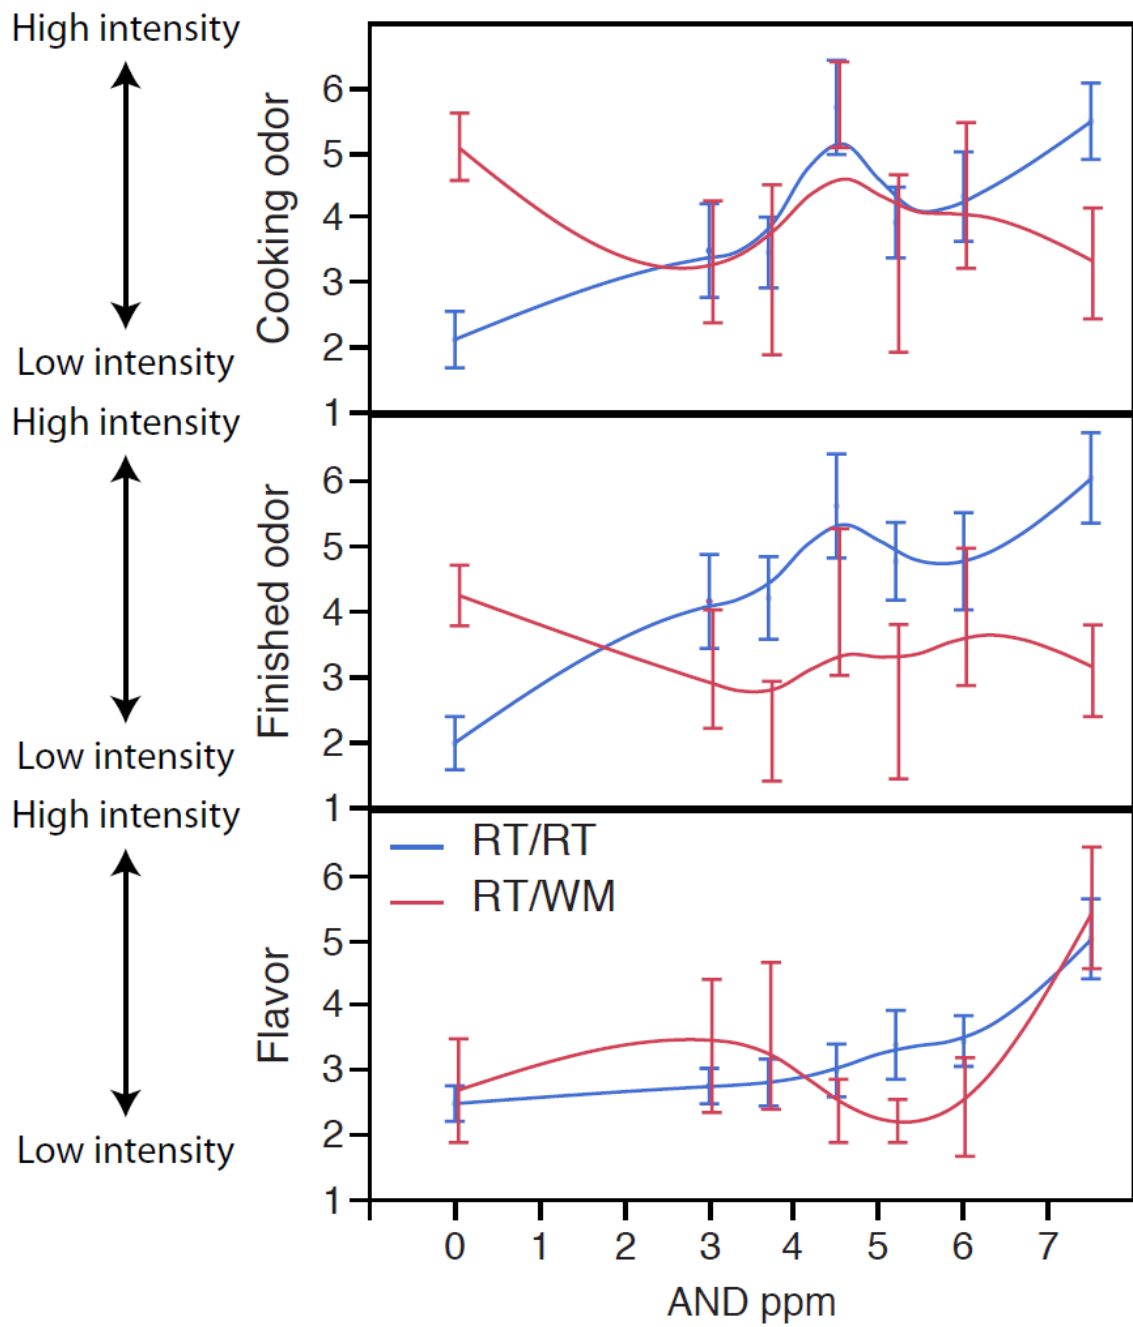 High intensity
Low intensity
Cooking odor
6
5
4
3
2
1
High intensity
Low intensity
Finished odor
6
5
4
3
2
1
High intensity
Low intensity
Flavor
6
5
4
3
2
1
RT/RT
RT/WM
0 1 2 3 4 5 6 7
AND ppm